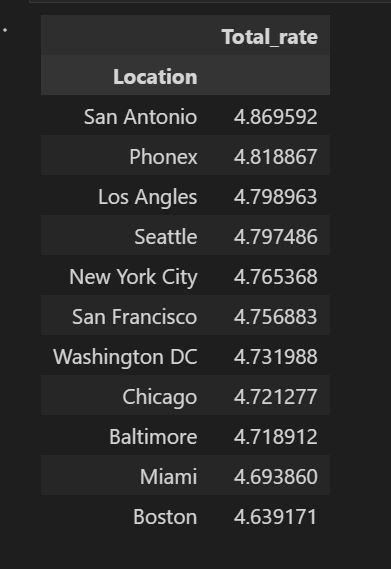 Total_rate
Location
San Antonio 4.869592
Phonex 4.818867
Los Angles 4.798963
Seattle 4.797486
New York City 4.765368
San Francisco 4.756883
Washington DC 4.731988
Chicago 4.721277
Baltimore 4.718912
Miami 4.693860
Boston 4.639171